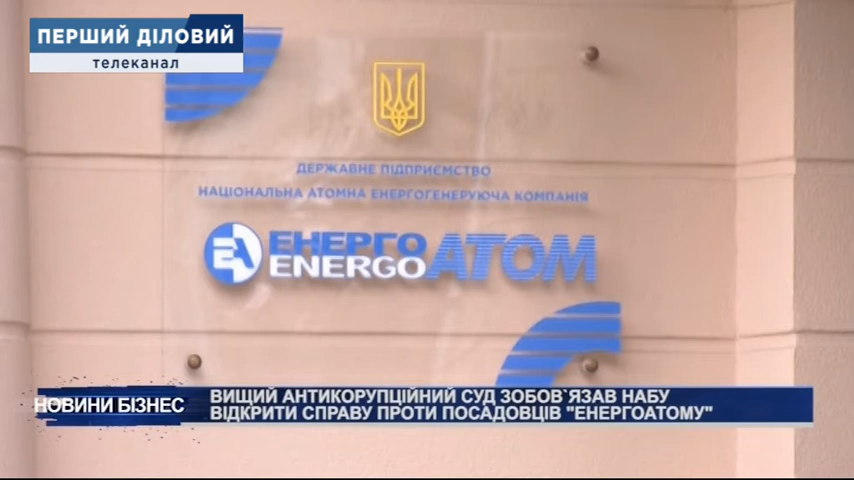 ПЕРШИЙ ДІЛОВИЙ
телеканал
ДЕРЖАВНЕ ПІДПРИЄМСТВО
НАЦІОНАЛЬНА АТОМНА ЕНЕРГОГЕНЕРУЮЧА КОМПАНІЯ
ЕА ЕНЕРГО АТОМ
ENERGO
НОВИНИ БІЗНЕС
ВИЩИЙ АНТИКОРУПЦІЙНИЙ СУД ЗОБОВ`ЯЗАВ НАБУ
ВІДКРИТИ СПРАВУ ПРОТИ ПОСАДОВЦІВ "ЕНЕРГОАТОМУ"